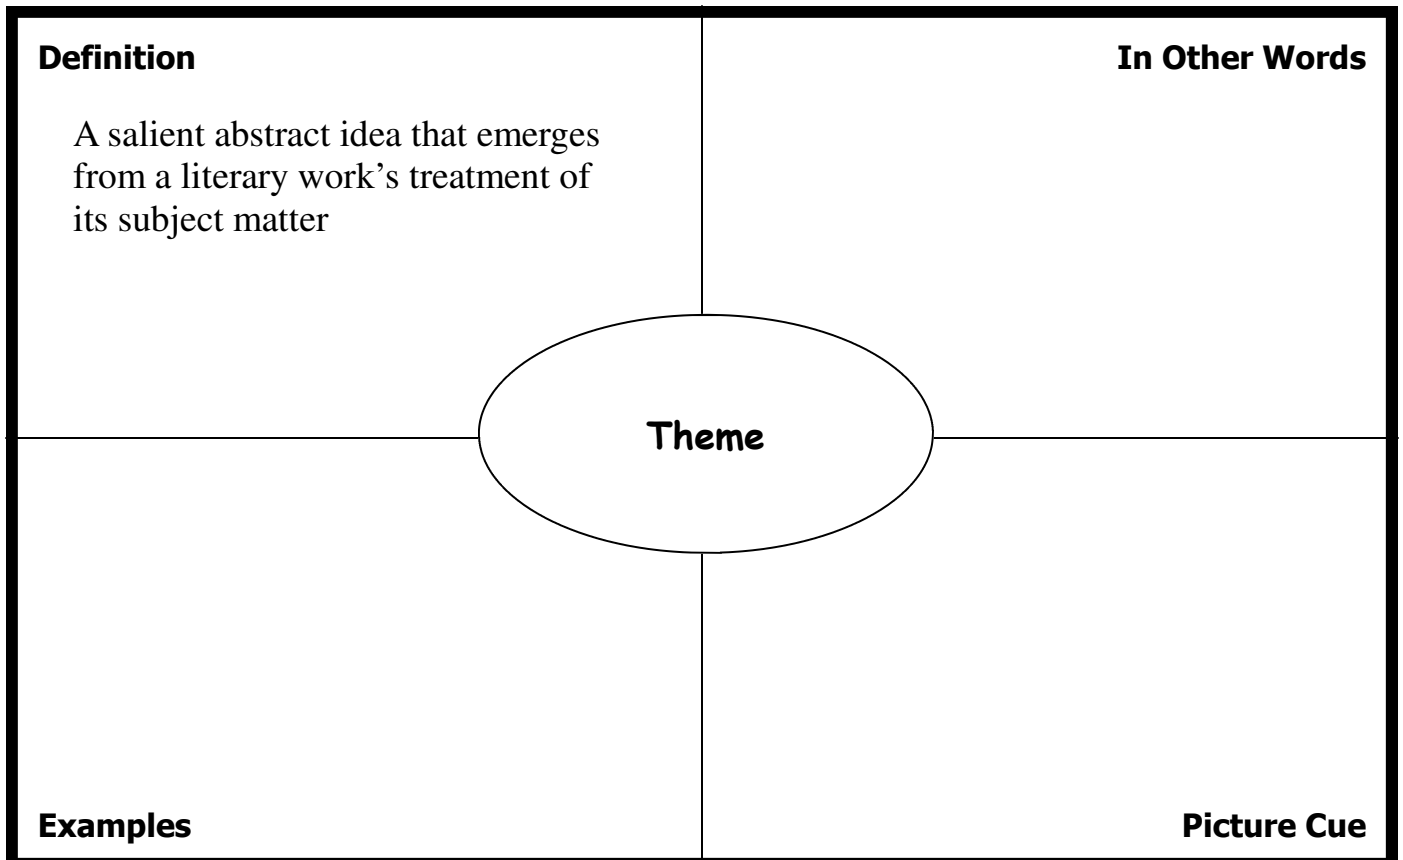 Definition
In Other Words
A salient abstract idea that emerges
from a literary work’s treatment of
its subject matter
Theme
Examples
Picture Cue